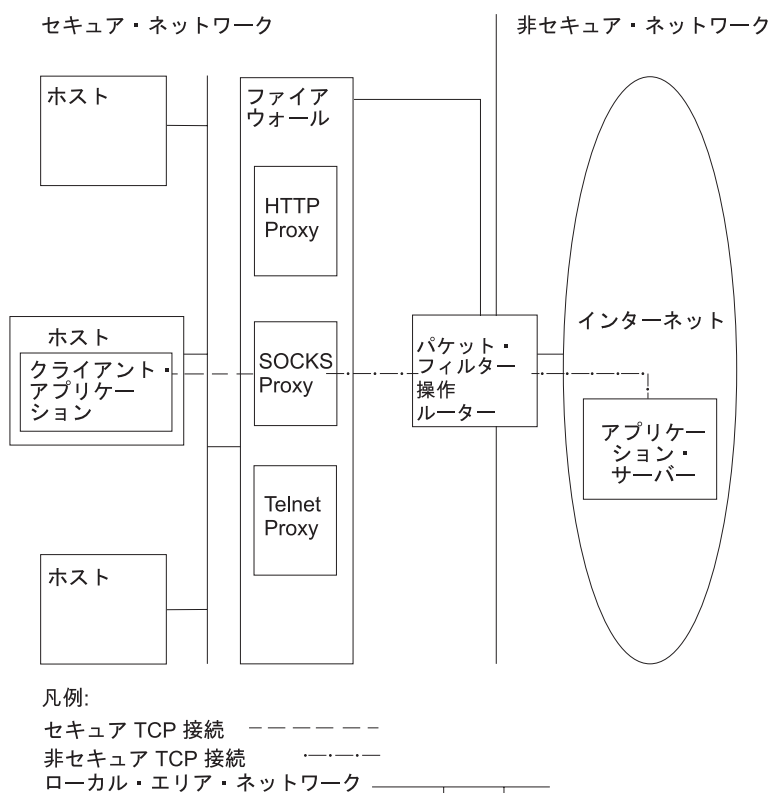 セキュア・ネットワーク
非セキュア・ネットワーク
ホスト
ファイア
ウォール
HTTP
Proxy
ホスト
クライアント・
アプリケー
ション
SOCKS
Proxy
パケット・
フィルター
操作
ルーター
インターネット
アプリケー
ション・
サーバー
Telnet
Proxy
ホスト
凡例:
セキュア TCP 接続
非セキュア TCP 接続
ローカル・エリア・ネットワーク